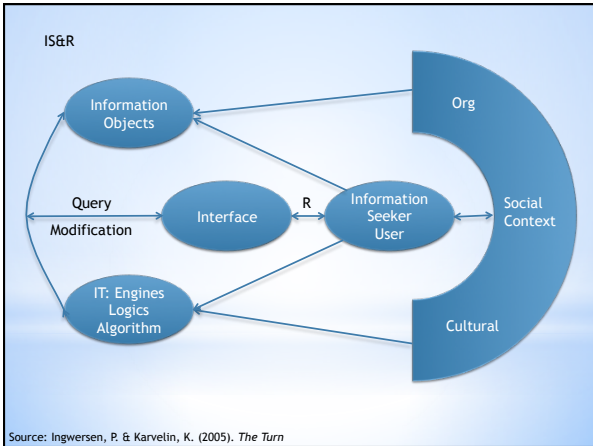 IS&R
Information
Objects
Org
Query
Modification
Interface
R
Information
Seeker
User
Social
Context
IT: Engines
Logics
Algorithm
Cultural
Source: Ingwersen, P. & Karvelin, K. (2005). The Turn